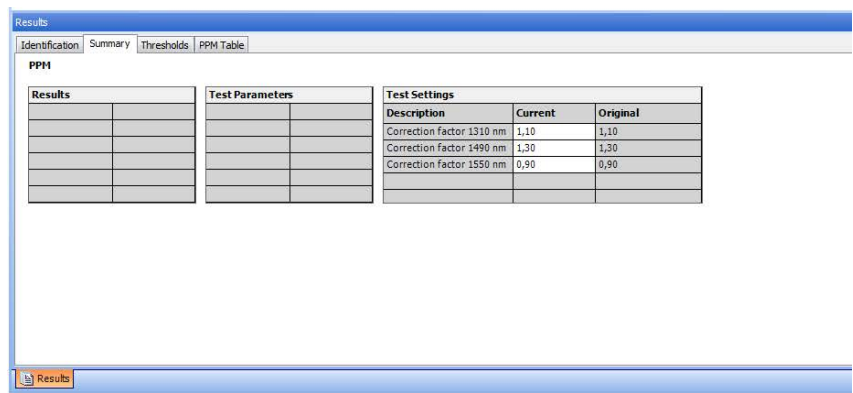 Results
Identification Summary Thresholds PPM Table
PPM
Results Test Parameters Test Settings
Description Current Original
Correction factor 1310 nm 1,10 1,10
Correction factor 1490 nm 1,30 1,30
Correction factor 1550 nm 0,90 0,90
Results